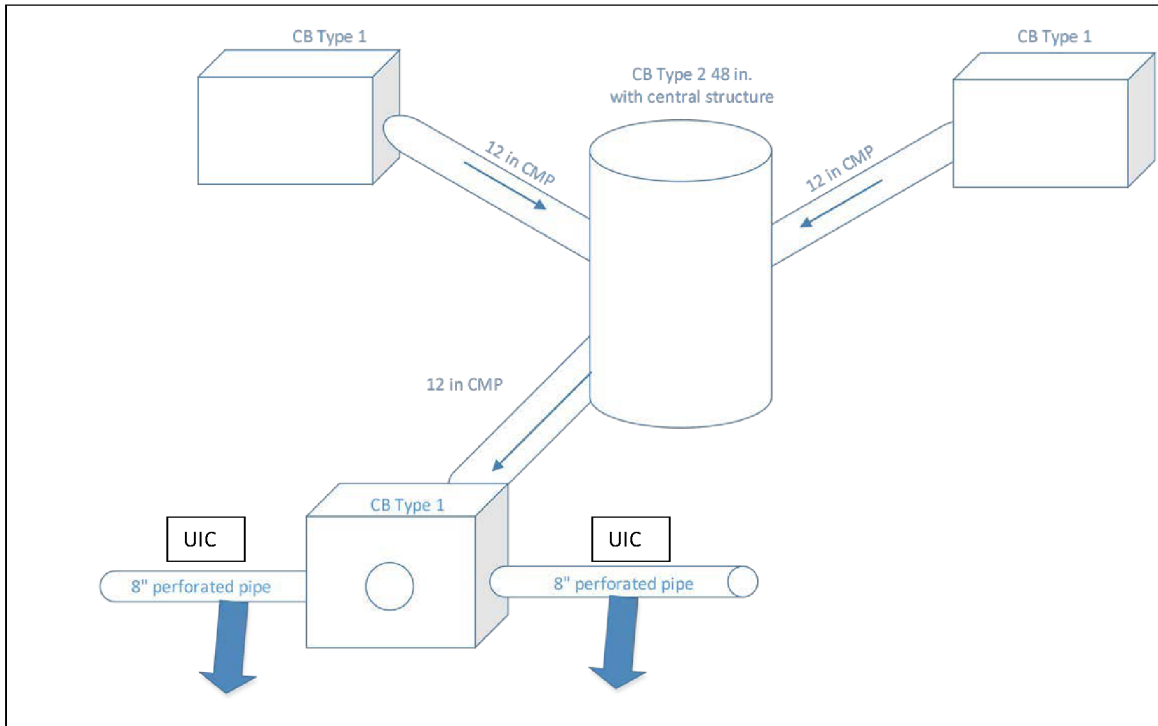 CB Type 1
CB Type 1
CB Type 2 48 in.
with central structure
12 in CMP
12 in CMP
12 in CMP
CB Type 1
UIC
UIC
8" perforated pipe
8" perforated pipe